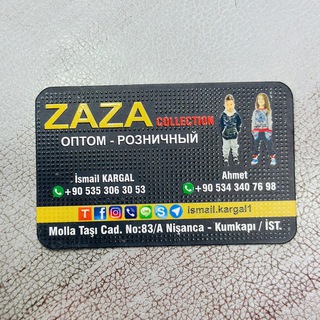 ZAZA COLLECTION
ОПТОМ - РОЗНИЧНЫЙ
İsmail KARGAL Ahmet
+90 535 306 30 53 +90 534 340 76 98
ismail.kargal1
Molla Taşı Cad. No:83/A Nişanca - Kumkapı / İST.